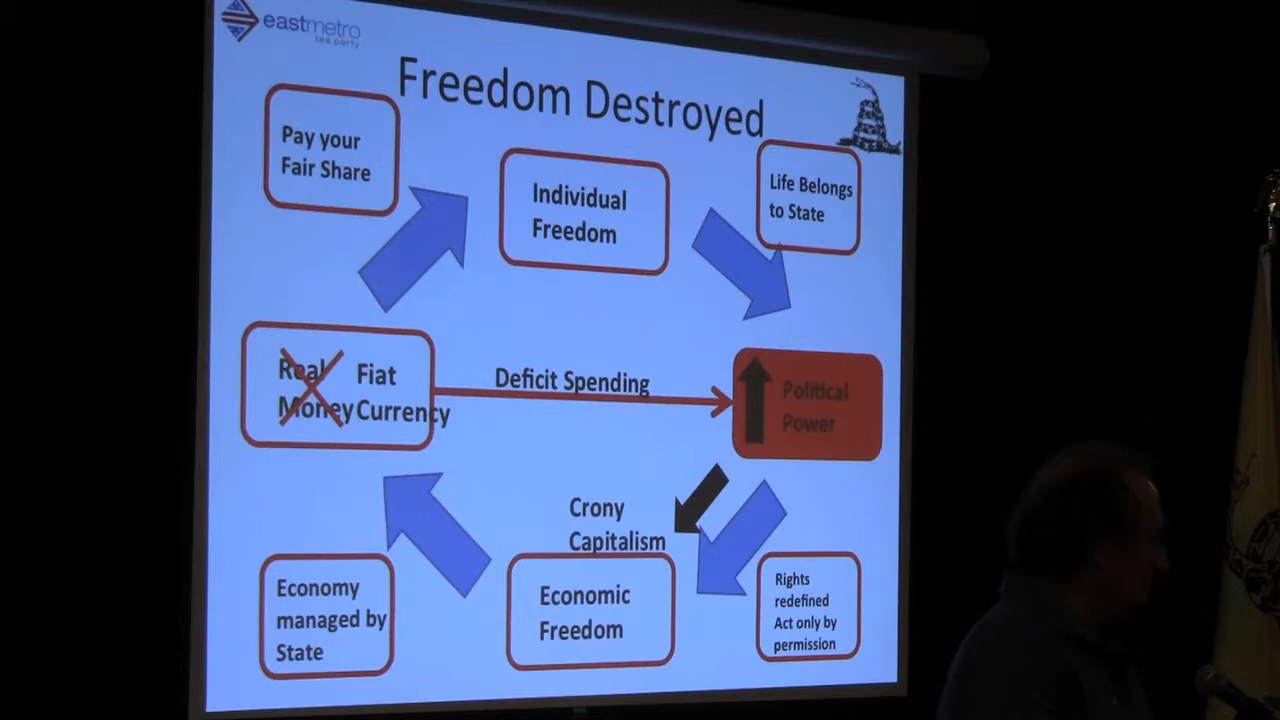 eastmetro
tea party
Freedom Destroyed
Pay your
Fair Share
Individual
Freedom
Life Belongs
to State
Real
Money
Fiat
Currency
Deficit Spending
Political
Power
Crony
Capitalism
Economy
managed by
State
Economic
Freedom
Rights
redefined
Act only by
permission